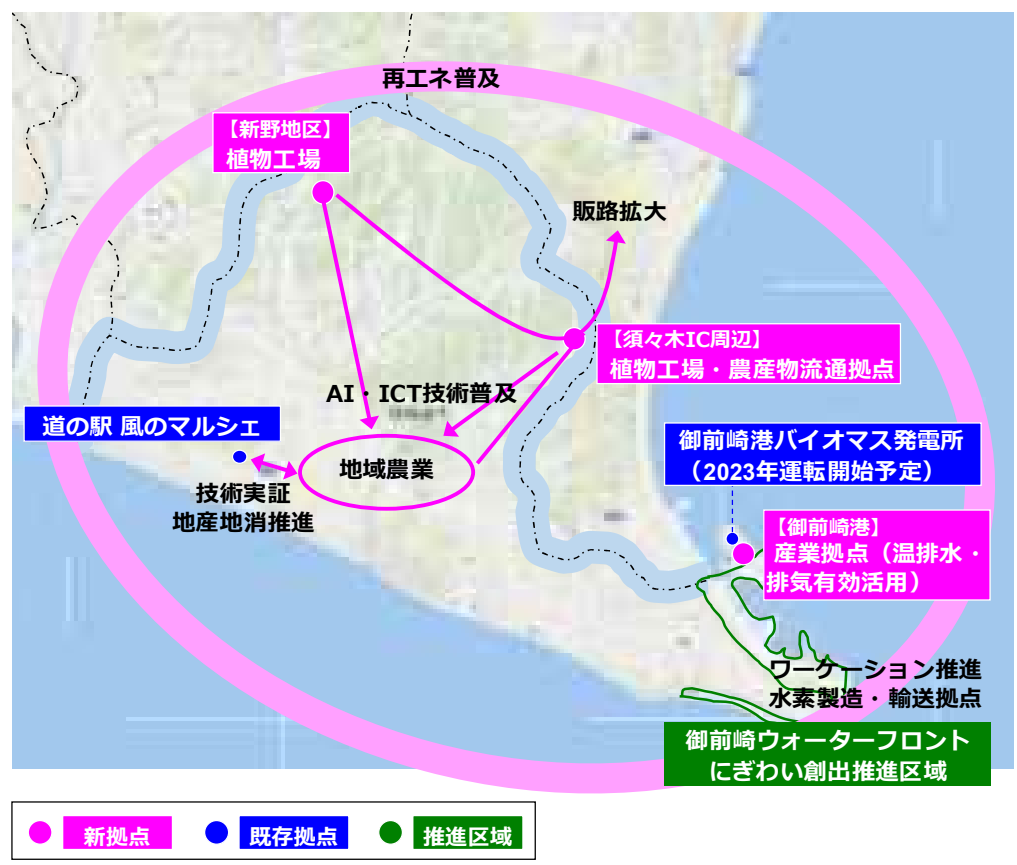 再エネ普及
【新野地区】
植物工場
販路拡大
【須々木IC周辺】
植物工場・農産物流通拠点
AI・ICT技術普及
道の駅 風のマルシェ
地域農業
技術実証
地産地消推進
御前崎港バイオマス発電所
（2023年運転開始予定）
【御前崎港】
産業拠点（温排水・
排気有効活用）
ワーケーション推進
水素製造・輸送拠点
御前崎ウォーターフロント
にぎわい創出推進区域
新拠点
既存拠点
推進区域